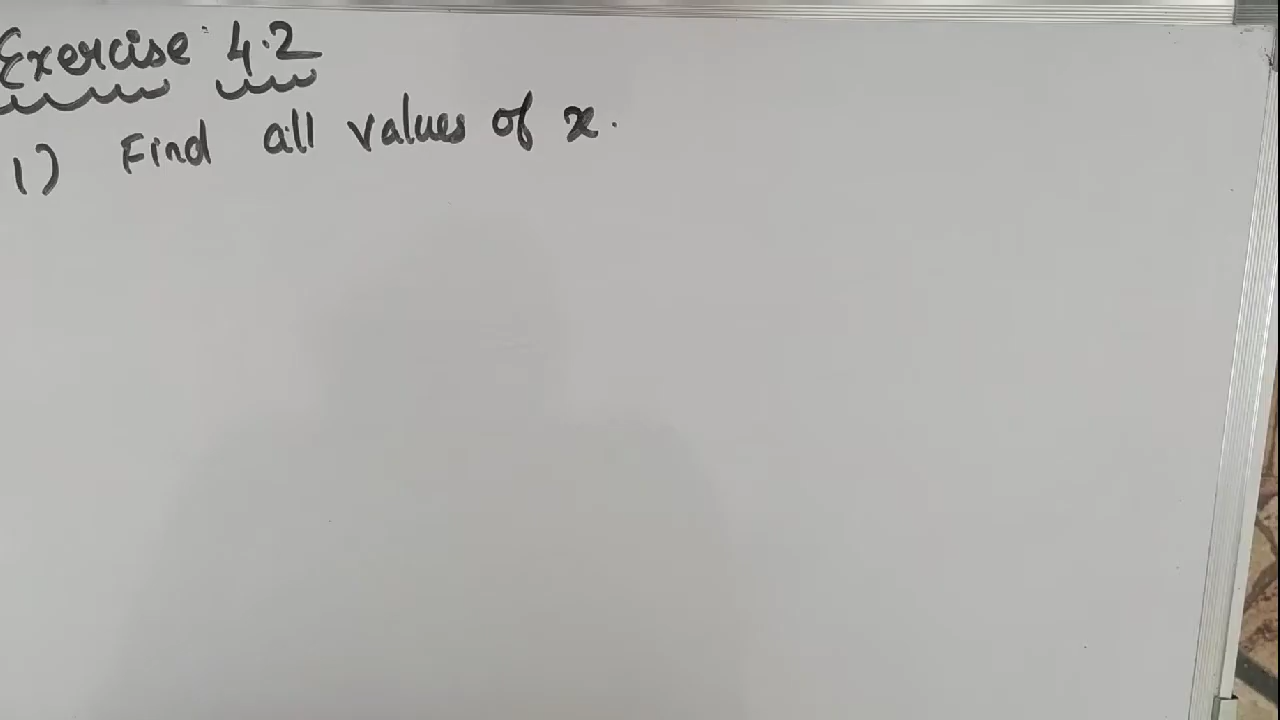 Exercise 4.2
1) Find all values of x.